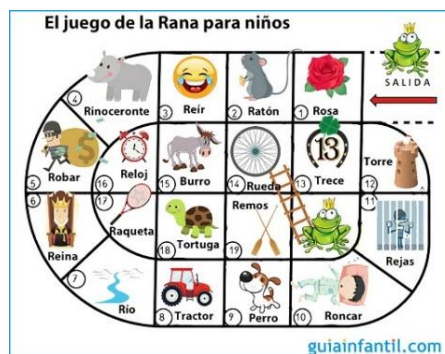 El juego de la Rana para niños
SALIDA
1 Rosa
2 Ratón
3 Reír
4 Rinoceronte
5 Robar
6 Reina
7 Río
8 Tractor
9 Perro
10 Roncar
11 Rejas
12 Torre
13 Trece
13
14 Rueda
15 Burro
16 Reloj
17 Raqueta
18 Tortuga
19 Remos
guiainfantil.com